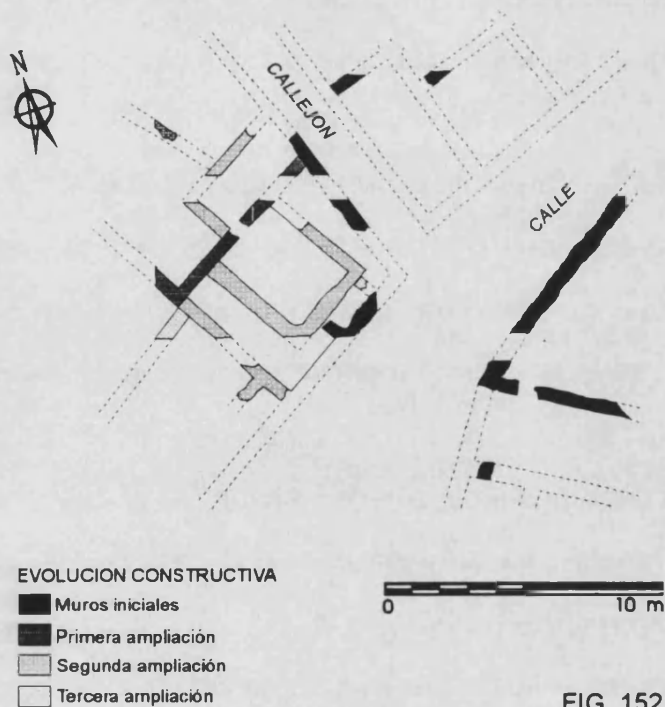 N
CALLEJON
CALLE
EVOLUCION CONSTRUCTIVA
Muros iniciales
Primera ampliación
Segunda ampliación
Tercera ampliación
0 10 m
FIG. 152